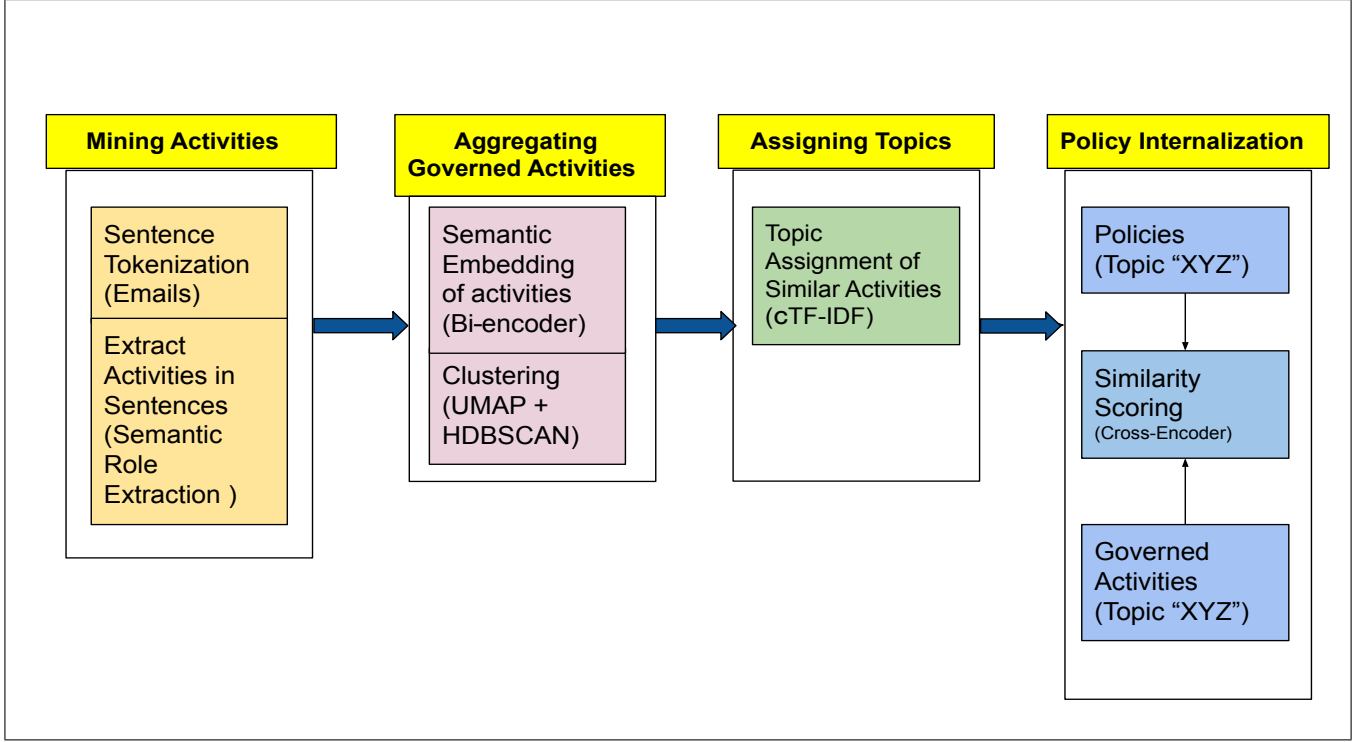 Mining Activities
Sentence
Tokenization
(Emails)
Extract
Activities in
Sentences
(Semantic
Role
Extraction )
Aggregating
Governed Activities
Semantic
Embedding
of activities
(Bi-encoder)
Clustering
(UMAP +
HDBSCAN)
Assigning Topics
Topic
Assignment of
Similar Activities
(cTF-IDF)
Policy Internalization
Policies
(Topic “XYZ”)
Similarity
Scoring
(Cross-Encoder)
Governed
Activities
(Topic “XYZ”)